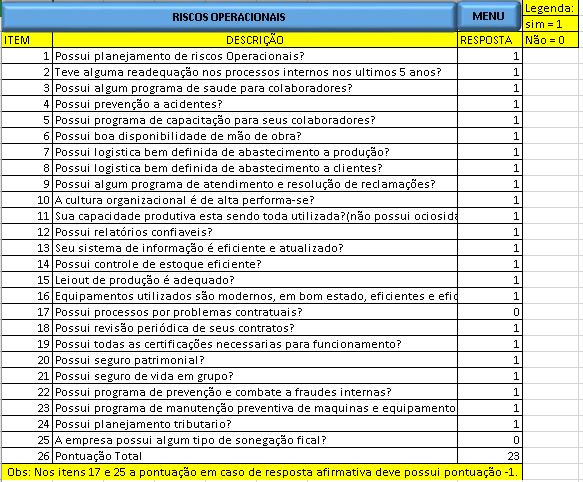 RISCOS OPERACIONAIS MENU Legenda:
sim = 1
ITEM DESCRIÇÃO RESPOSTA Não = 0
1 Possui planejamento de riscos Operacionais? 1
2 Teve alguma readequação nos processos internos nos ultimos 5 anos? 1
3 Possui algum programa de saude para colaboradores? 1
4 Possui prevenção a acidentes? 1
5 Possui programa de capacitação para seus colaboradores? 1
6 Possui boa disponibilidade de mão de obra? 1
7 Possui logistica bem definida de abastecimento a produção? 1
8 Possui logistica bem definida de abastecimento a clientes? 1
9 Possui algum programa de atendimento e resolução de reclamações? 1
10 A cultura organizacional é de alta performa-se? 1
11 Sua capacidade produtiva esta sendo toda utilizada?(não possui ociosida 1
12 Possui relatórios confiaveis? 1
13 Seu sistema de informação é eficiente e atualizado? 1
14 Possui controle de estoque eficiente? 1
15 Leiout de produção é adequado? 1
16 Equipamentos utilizados são modernos, em bom estado, eficientes e efic 1
17 Possui processos por problemas contratuais? 0
18 Possui revisão periódica de seus contratos? 1
19 Possui todas as certificações necessarias para funcionamento? 1
20 Possui seguro patrimonial? 1
21 Possui seguro de vida em grupo? 1
22 Possui programa de prevenção e combate a fraudes internas? 1
23 Possui programa de manutenção preventiva de maquinas e equipamento 1
24 Possui planejamento tributario? 1
25 A empresa possui algum tipo de sonegação fical? 0
26 Pontuação Total 23
Obs: Nos itens 17 e 25 a pontuação em caso de resposta afirmativa deve possui pontuação -1.